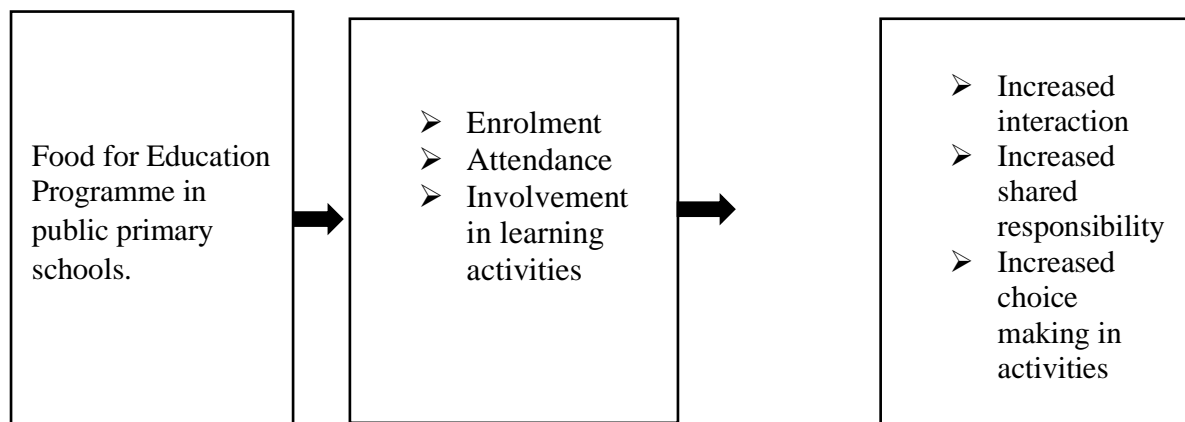 Food for Education
Programme in
public primary
schools.
➢ Enrolment
➢ Attendance
➢ Involvement
in learning
activities
➢ Increased
interaction
➢ Increased
shared
responsibility
➢ Increased
choice
making in
activities